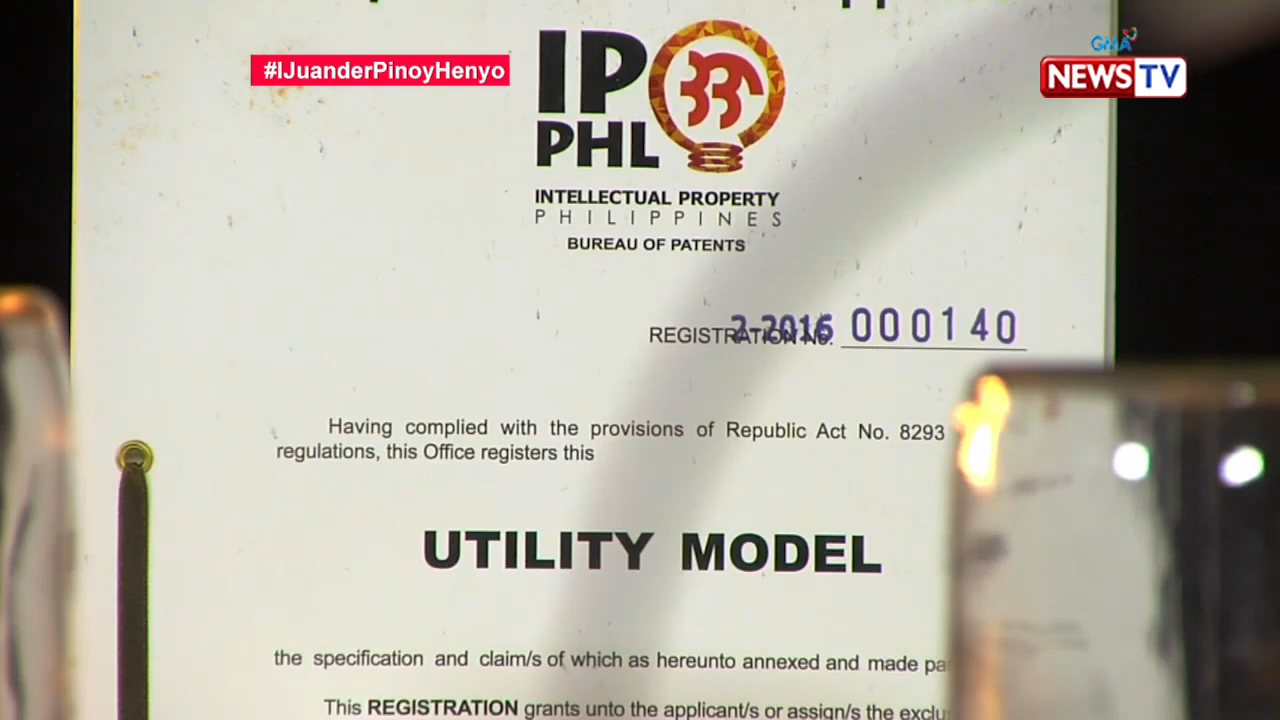 #IJuanderPinoyHenyo
GMA
NEWS TV
IPO
PHL
INTELLECTUAL PROPERTY
PHILIPPINES
BUREAU OF PATENTS
REGISTRATION No. 2-2016 000140
Having complied with the provisions of Republic Act No. 8293
regulations, this Office registers this
UTILITY MODEL
the specification and claim/s of which as hereunto annexed and made
This REGISTRATION grants unto the applicant/s or assign/s the